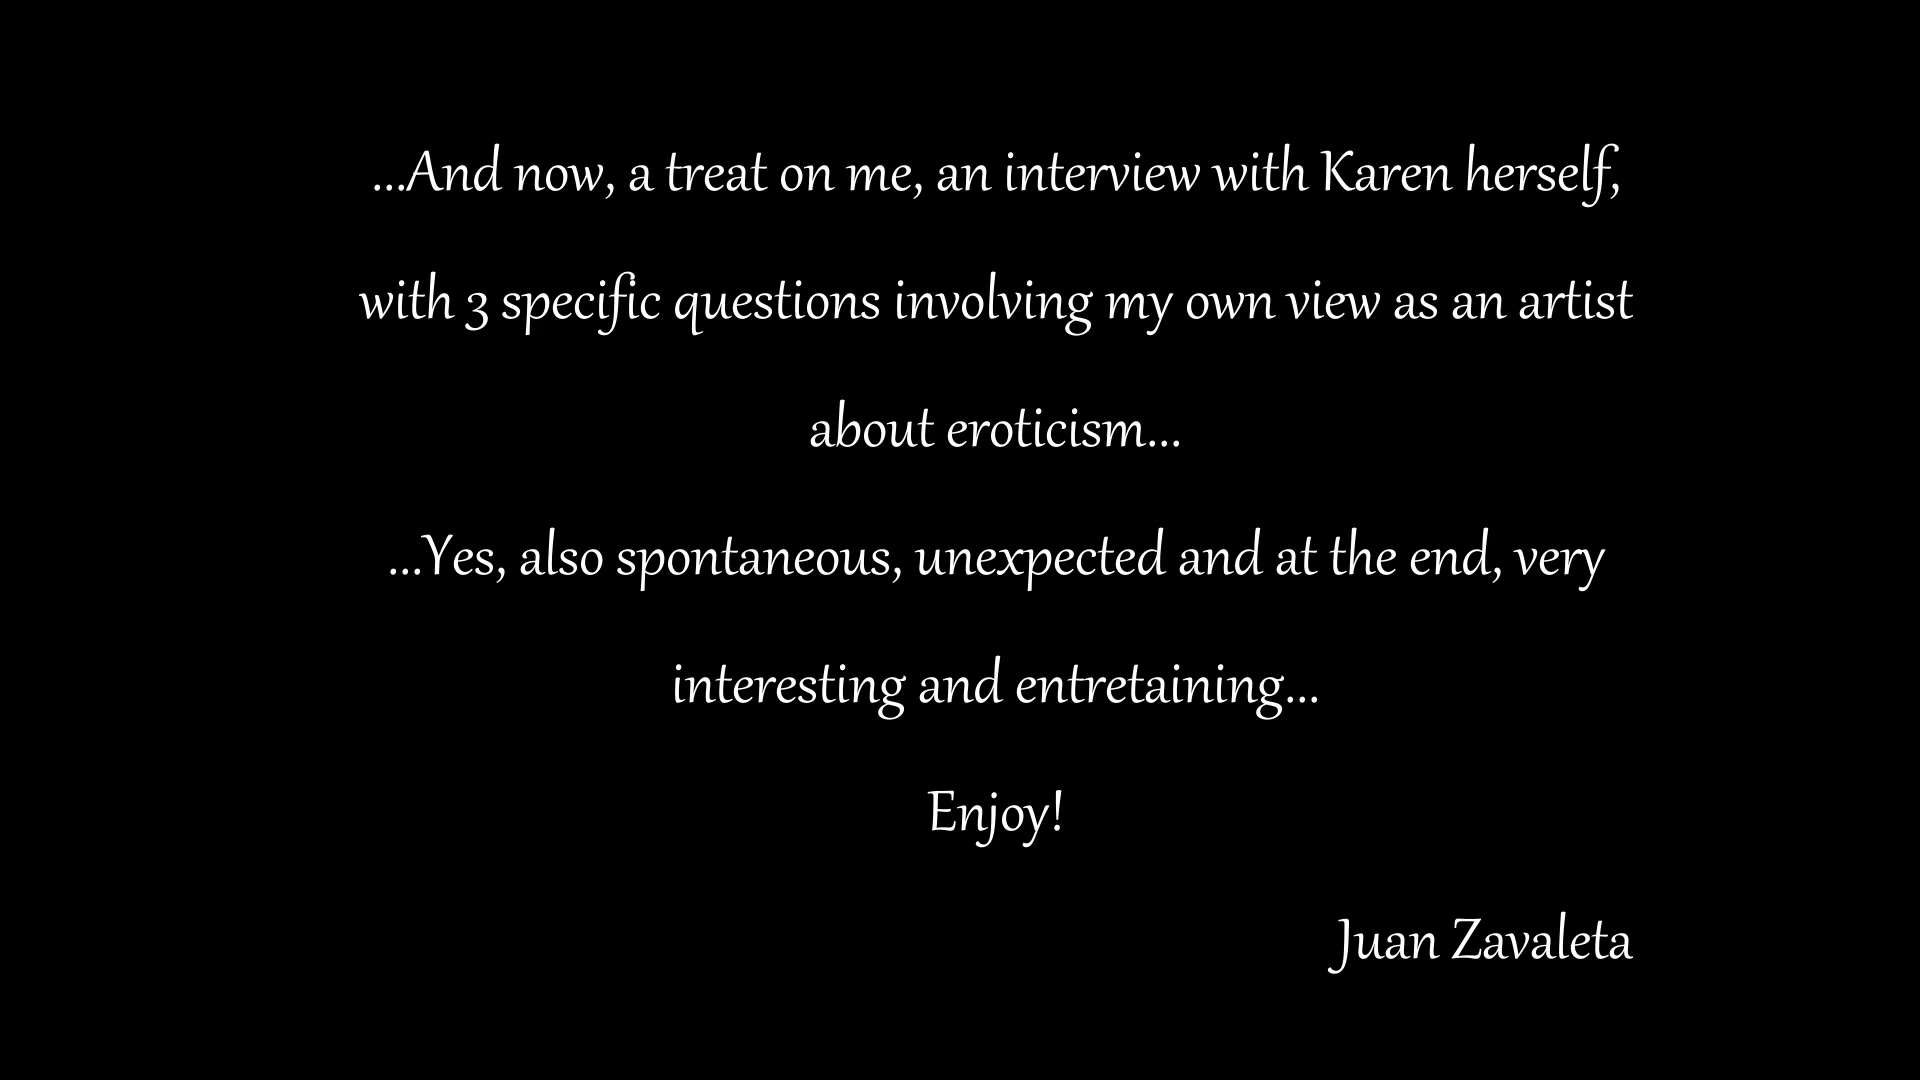 ...And now, a treat on me, an interview with Karen herself,
with 3 specific questions involving my own view as an artist
about eroticism...
...Yes, also spontaneous, unexpected and at the end, very
interesting and entretaining...
Enjoy!
Juan Zavaleta